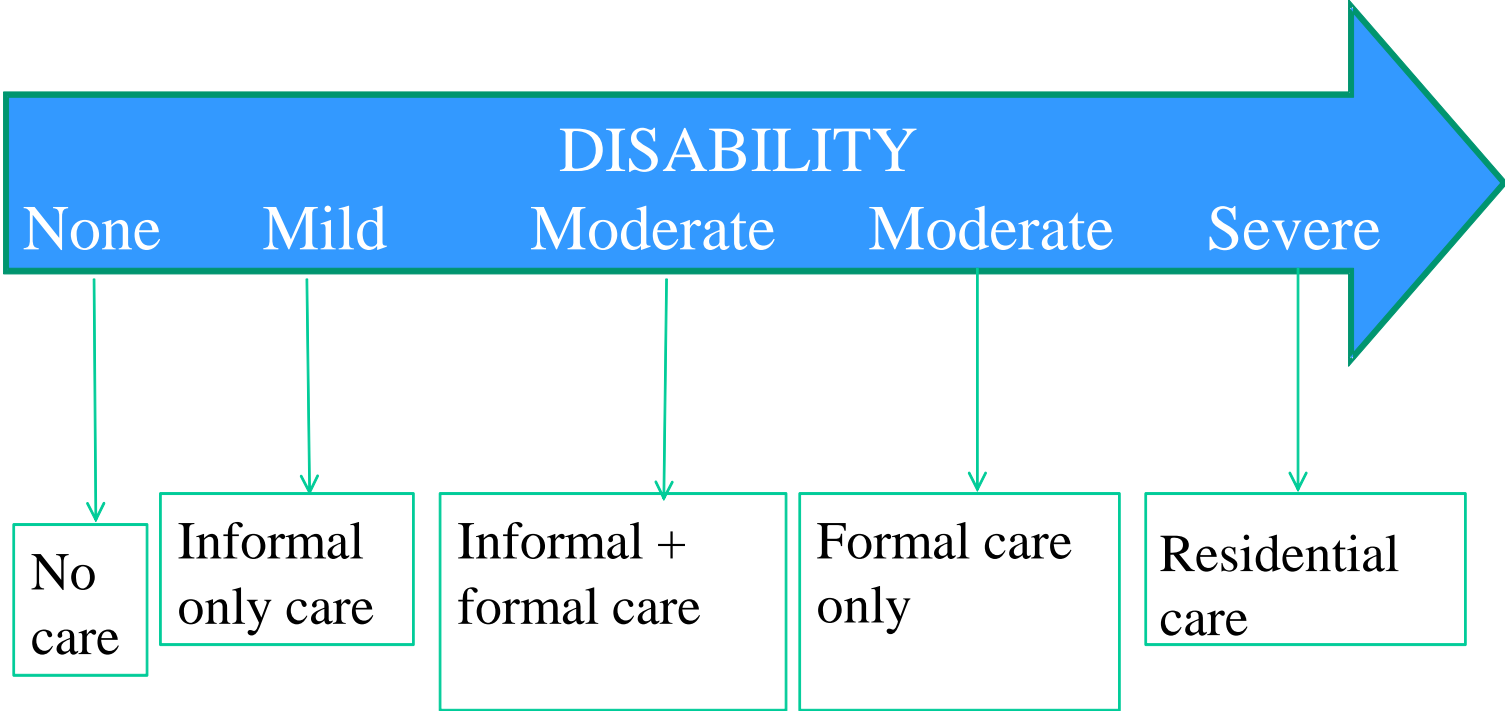 DISABILITY
None Mild Moderate Moderate Severe
No
care
Informal
only care
Informal +
formal care
Formal care
only
Residential
care